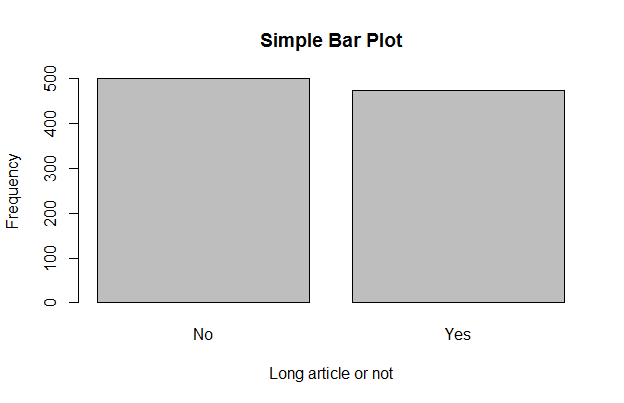 Simple Bar Plot
Frequency
500
400
300
200
100
0
No
Yes
Long article or not